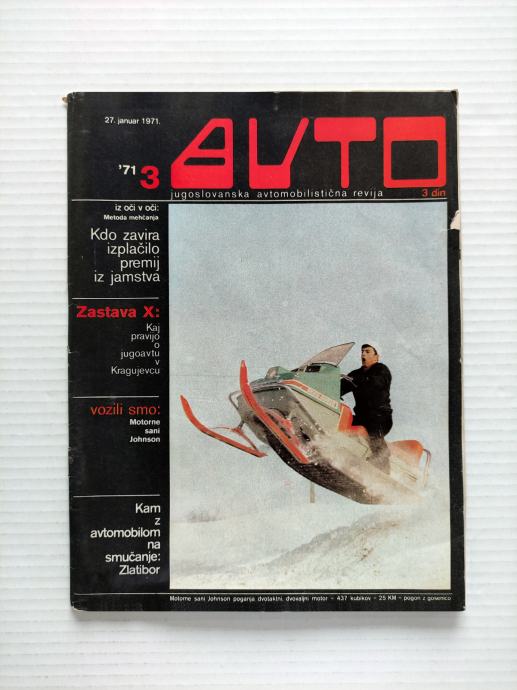 27. januar 1971.
'71 3
AVTO
jugoslovanska avtomobilistična revija
3 din
iz oči v oči:
Metoda mehčanja
Kdo zavira
izplačilo
premij
iz jamstva
Zastava X:
Kaj
pravijo
o
jugoavtu
v
Kragujevcu
vozili smo:
Motorne
sani
Johnson
Kam
z
avtomobilom
na
smučanje:
Zlatibor
Motorne sani Johnson poganja dvotaktni, dvovaljni motor – 437 kubikov – 25 KM – pogon z gosenico